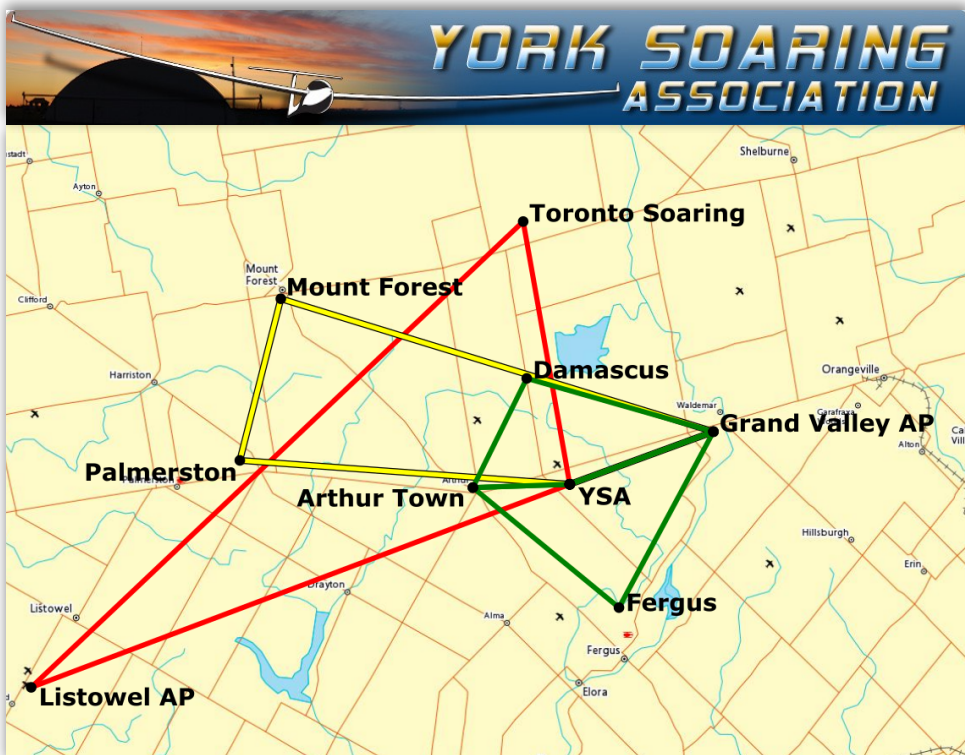 YORK SOARING
ASSOCIATION
Shelburne
Ayton
Toronto Soaring
Mount
Forest
Mount Forest
Clifford
Damascus
Harriston
Orangeville
Waldemar
Grand Valley AP
Alton
Palmerston
Palmerston
Arthur Town
YSA
Hillsburgh
Erin
Drayton
Listowel
Fergus
Alma
Fergus
Elora
Listowel AP